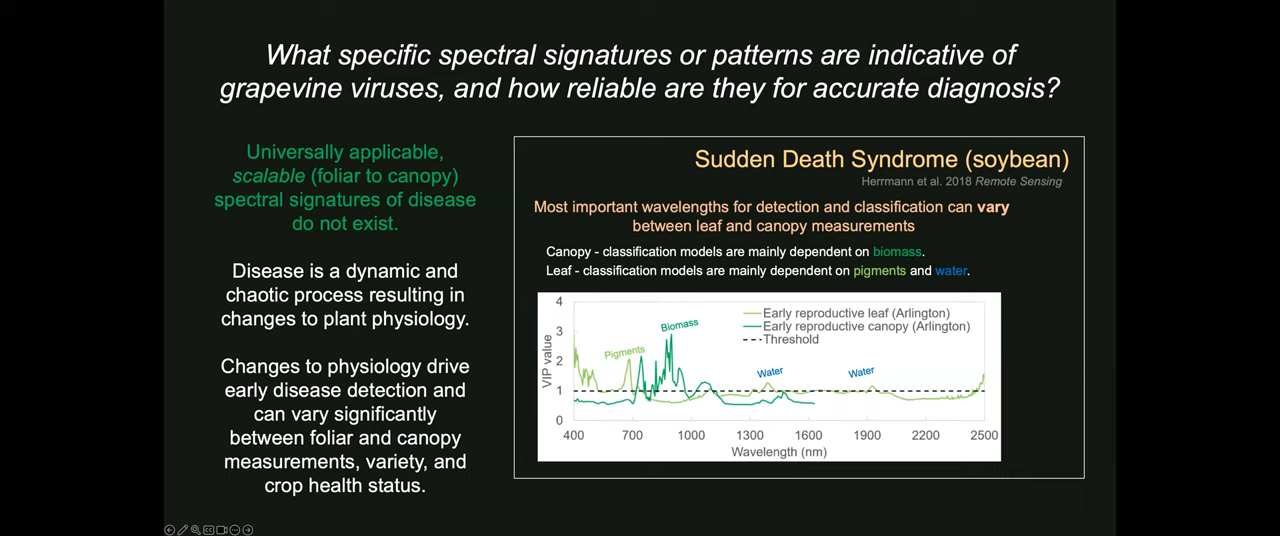 What specific spectral signatures or patterns are indicative of
grapevine viruses, and how reliable are they for accurate diagnosis?
Universally applicable,
scalable (foliar to canopy)
spectral signatures of disease
do not exist.
Disease is a dynamic and
chaotic process resulting in
changes to plant physiology.
Changes to physiology drive
early disease detection and
can vary significantly
between foliar and canopy
measurements, variety, and
crop health status.
Sudden Death Syndrome (soybean)
Herrmann et al. 2018 Remote Sensing
Most important wavelengths for detection and classification can vary
between leaf and canopy measurements
Canopy - classification models are mainly dependent on biomass.
Leaf - classification models are mainly dependent on pigments and water.
4
3
2
1
0
VIP value
Pigments
Biomass
Water
Water
Early reproductive leaf (Arlington)
Early reproductive canopy (Arlington)
Threshold
400 700 1000 1300 1600 1900 2200 2500
Wavelength (nm)